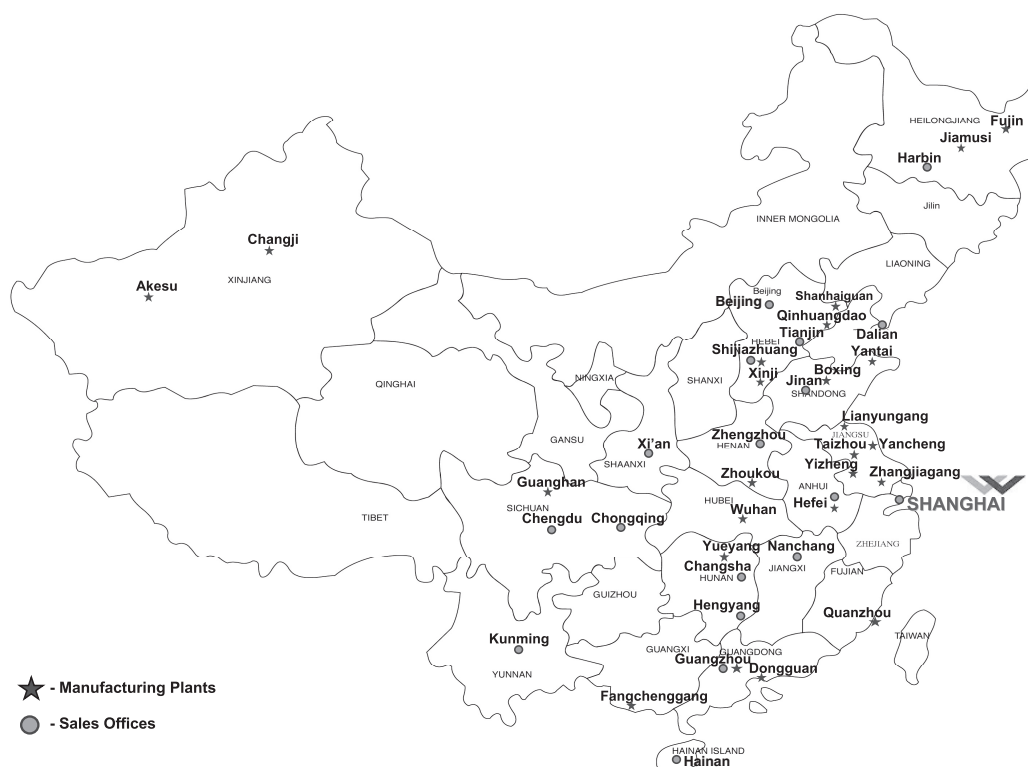 HEILONGJIANG
Fujin
Jiamusi
Harbin
Jilin
INNER MONGOLIA
Changji
LIAONING
XINJIANG
Akesu
Beijing
Beijing
Shanhaiguan
Qinhuangdao
Tianjin
Dalian
HEBEI
Shijiazhuang
Yantai
Xinji
Boxing
NINGXIA
SHANXI
Jinan
QINGHAI
SHANDONG
Lianyungang
JIANGSU
Zhengzhou
GANSU
Xi'an
HENAN
Taizhou
Yancheng
SHAANXI
Yizheng
Zhangjiagang
Zhoukou
Guanghan
ANHUI
SICHUAN
HUBEI
Hefei
SHANGHAI
Wuhan
TIBET
Chengdu
Chongqing
Yueyang
Nanchang
ZHEJIANG
Changsha
JIANGXI
FUJIAN
HUNAN
GUIZHOU
Hengyang
Quanzhou
Kunming
TAIWAN
GUANGXI
GUANGDONG
Guangzhou
Dongguan
YUNNAN
- Manufacturing Plants
Fangchenggang
- Sales Offices
HAINAN ISLAND
Hainan